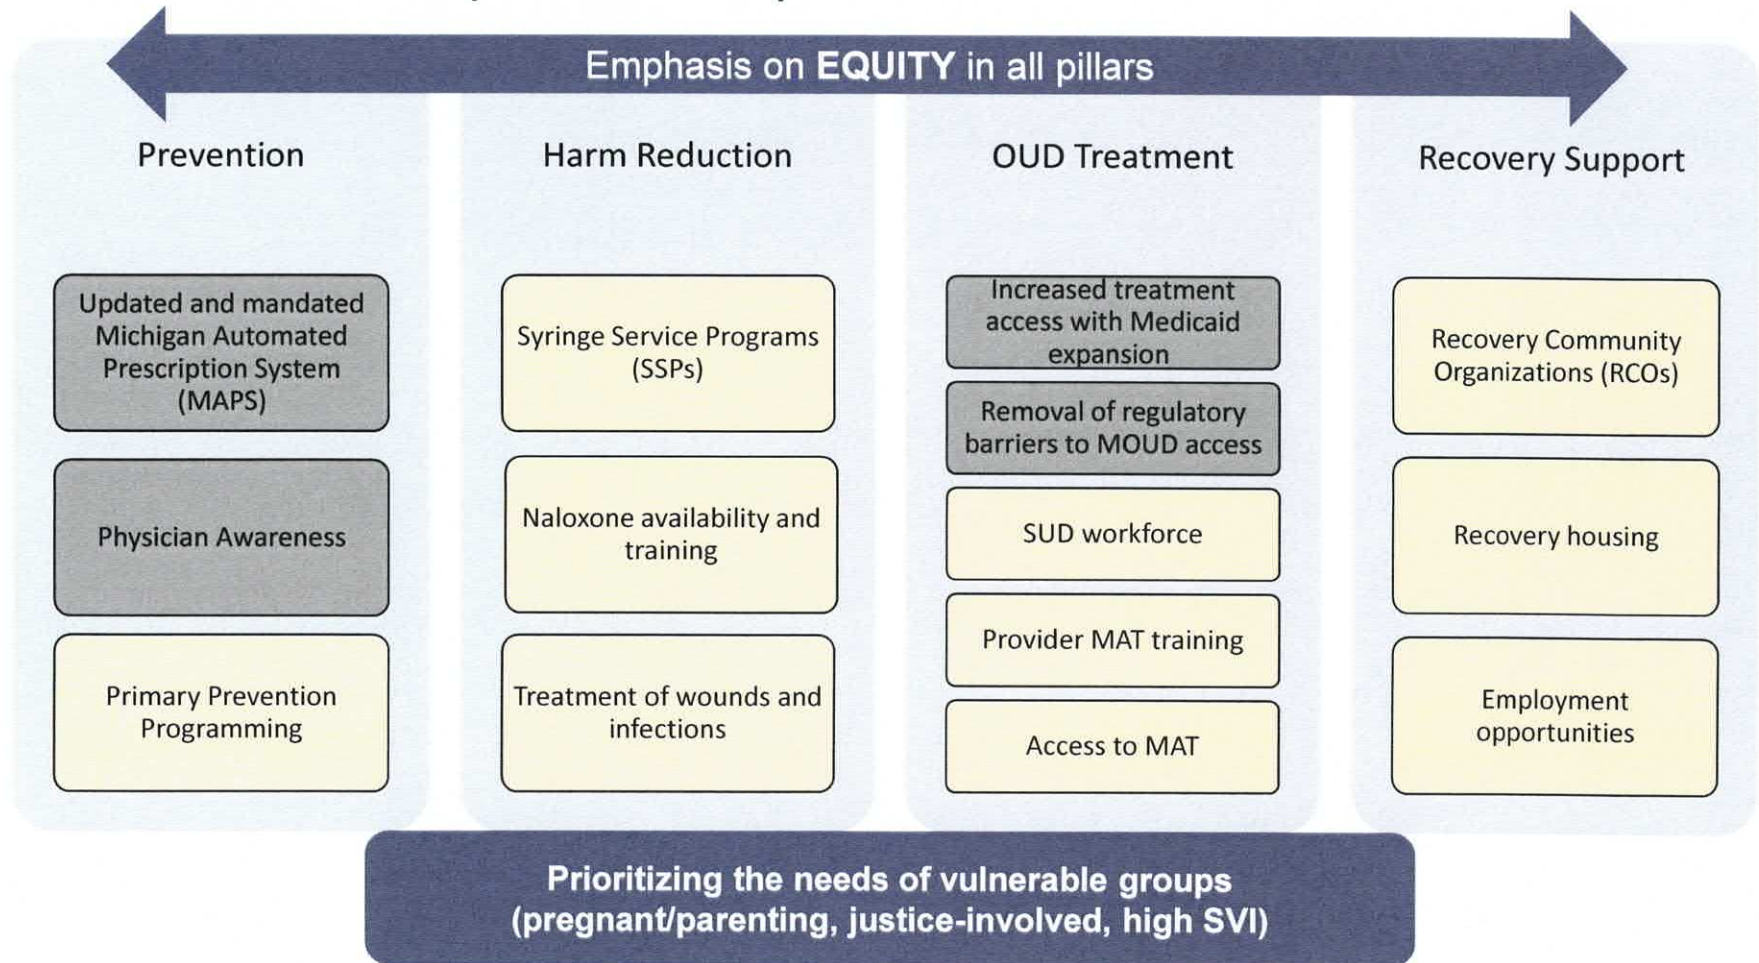 Emphasis on EQUITY in all pillars
Prevention
Updated and mandated
Michigan Automated
Prescription System
(MAPS)
Physician Awareness
Primary Prevention
Programming
Harm Reduction
Syringe Service Programs
(SSPs)
Naloxone availability and
training
Treatment of wounds and
infections
OUD Treatment
Increased treatment
access with Medicaid
expansion
Removal of regulatory
barriers to MOUD access
SUD workforce
Provider MAT training
Access to MAT
Recovery Support
Recovery Community
Organizations (RCOs)
Recovery housing
Employment
opportunities
Prioritizing the needs of vulnerable groups
(pregnant/parenting, justice-involved, high SVI)